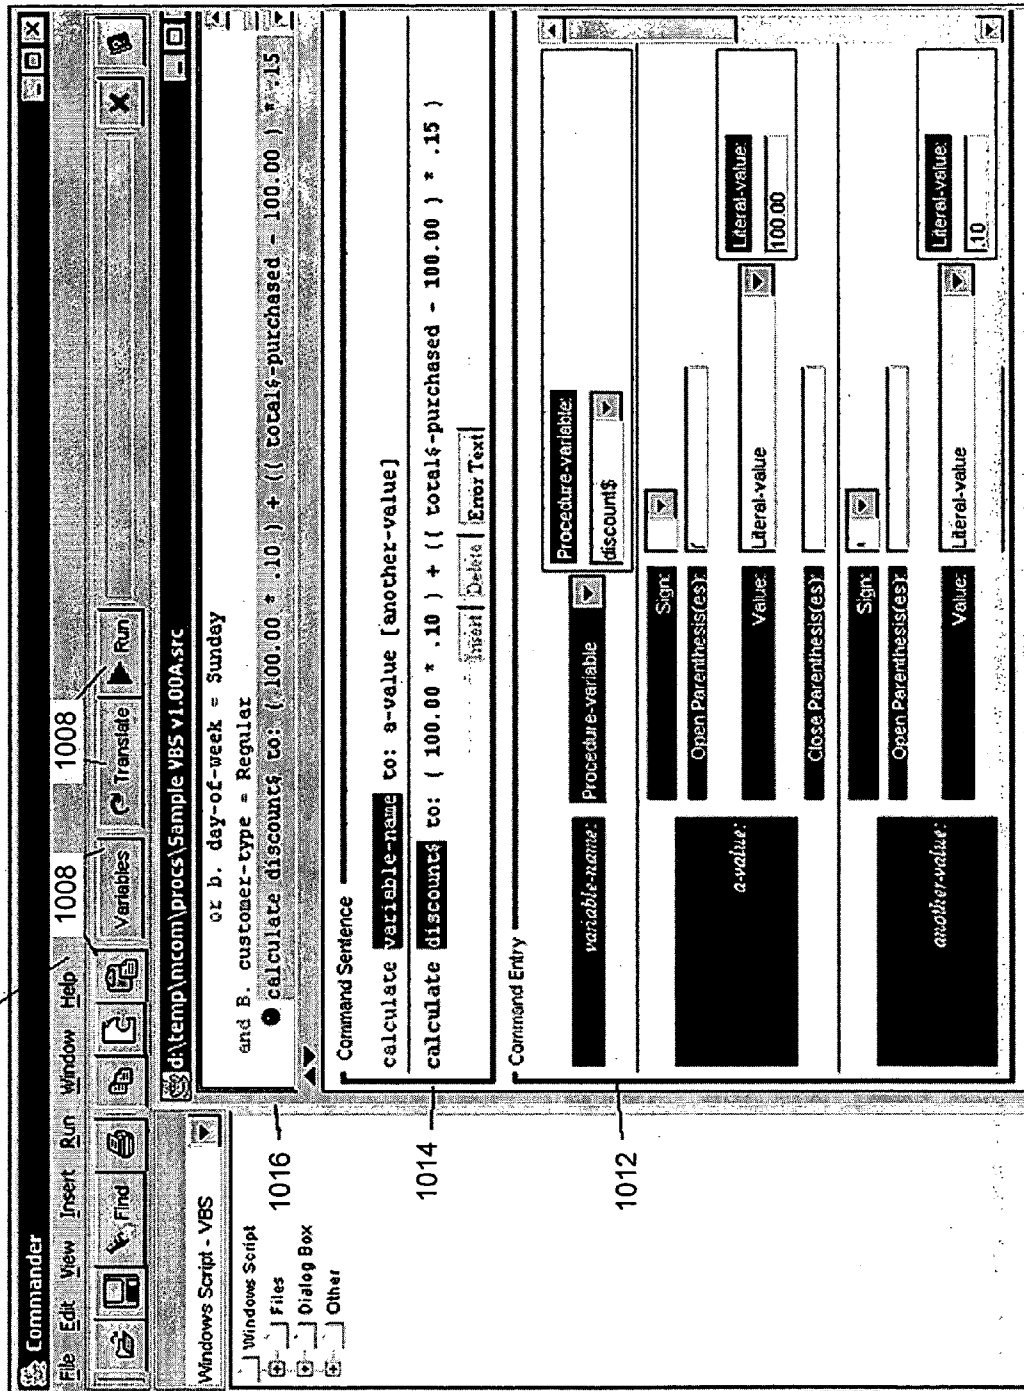 Commander
File Edit View Insert Run Window Help
1008
1008
Find
Variables
Translate
Run
Windows Script - VBS
Windows Script
Files
Dialog Box
Other
d:\temp\mcom\procs\Sample VBS v1.00A.src
or b. day-of-week = Sunday
and B. customer-type = Regular
calculate discount$ to: ( 100.00 * .10 ) + (( total$-purchased - 100.00 ) * .15
1016
Command Sentence
calculate variable-name to: a-value [another-value]
1014
calculate discount$ to: ( 100.00 * .10 ) + (( total$-purchased - 100.00 ) * .15 )
Insert Delete Error Text
Command Entry
1012
variable-name:
Procedure-variable
Procedure-variable:
discount$
a-value:
Sign:
Open Parenthesis(es):
(
Value:
Literal-value
Literal-value:
100.00
Close Parenthesis(es):
another-value:
Sign:
*
Open Parenthesis(es):
Value:
Literal-value
Literal-value:
.10